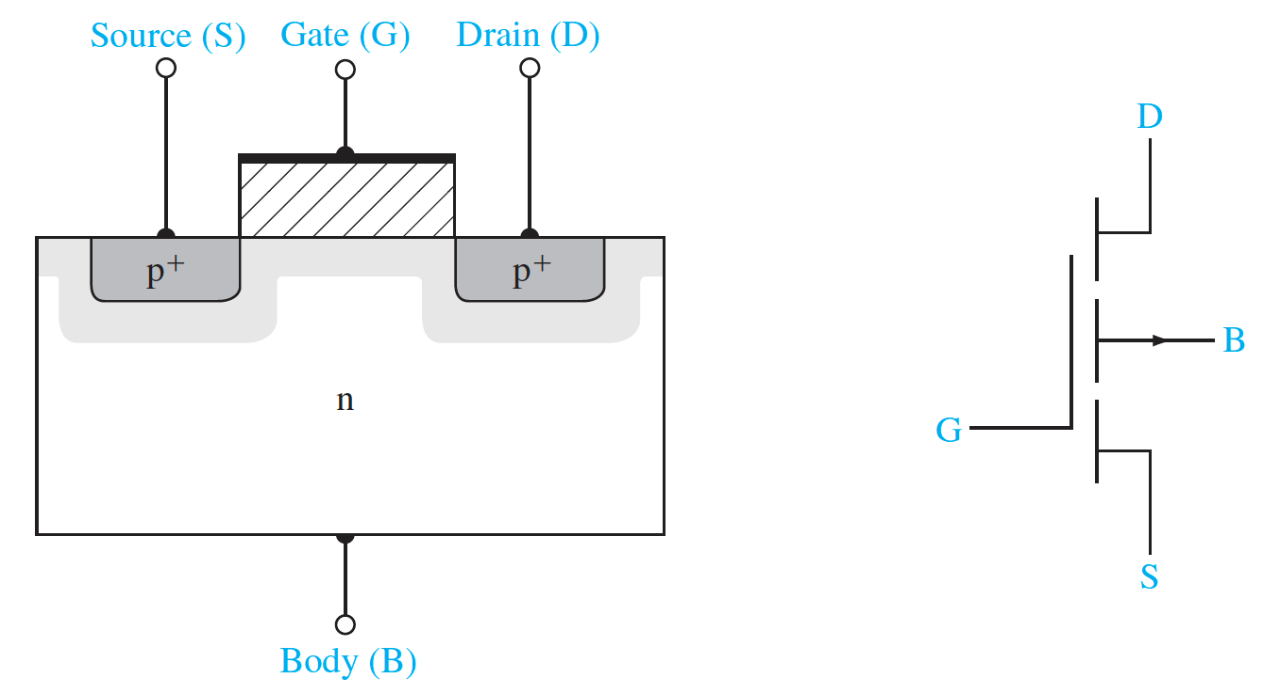 Source (S) Gate (G) Drain (D)
p+ p+
n
Body (B)
D
B
G
S